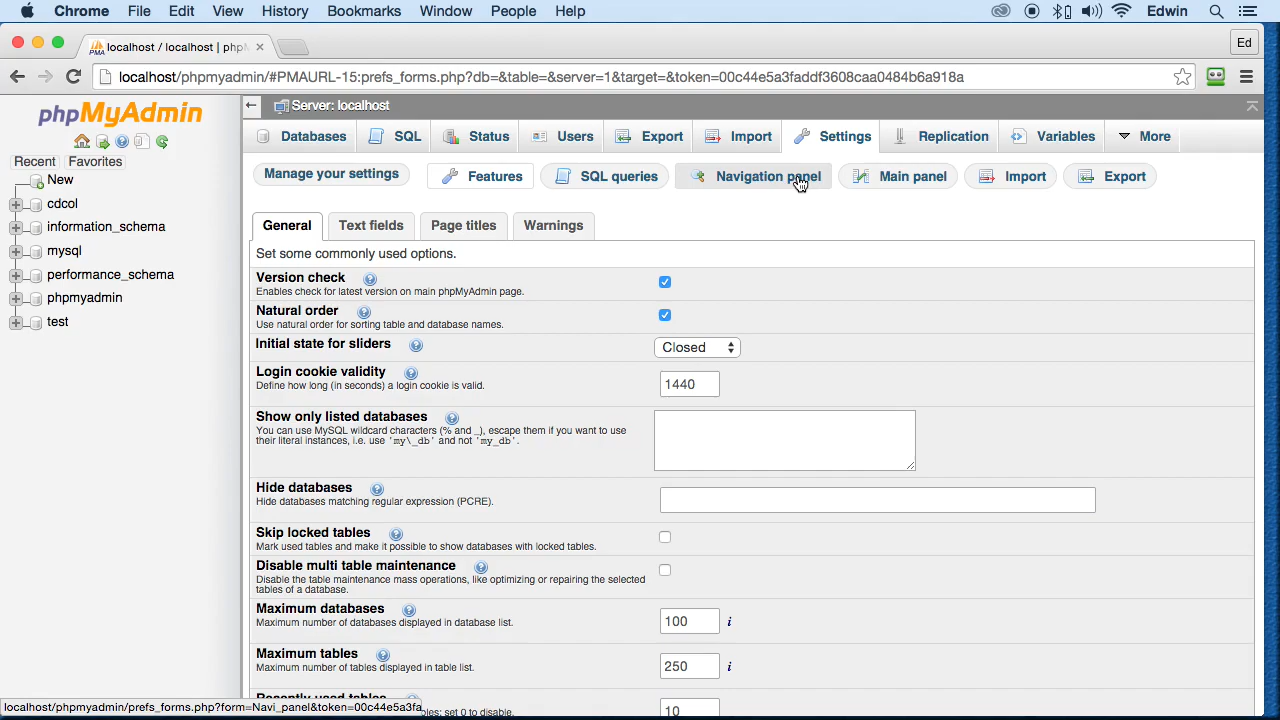 Chrome File Edit View History Bookmarks Window People Help Edwin
PMA localhost / localhost | php Ed
localhost/phpmyadmin/#PMAURL-15:prefs_forms.php?db=&table=&server=1&target=&token=00c44e5a3faddf3608caa0484b6a918a
phpMyAdmin
Recent Favorites
New
cdcol
information_schema
mysql
performance_schema
phpmyadmin
test
Server: localhost
Databases SQL Status Users Export Import Settings Replication Variables More
Manage your settings Features SQL queries Navigation panel Main panel Import Export
General Text fields Page titles Warnings
Set some commonly used options.
Version check
Enables check for latest version on main phpMyAdmin page.
Natural order
Use natural order for sorting table and database names.
Initial state for sliders Closed
Login cookie validity
Define how long (in seconds) a login cookie is valid. 1440
Show only listed databases
You can use MySQL wildcard characters (% and _), escape them if you want to use
their literal instances, i.e. use 'my\_db' and not 'my_db'.
Hide databases
Hide databases matching regular expression (PCRE).
Skip locked tables
Mark used tables and make it possible to show databases with locked tables.
Disable multi table maintenance
Disable the table maintenance mass operations, like optimizing or repairing the selected
tables of a database.
Maximum databases
Maximum number of databases displayed in database list. 100 i
Maximum tables
Maximum number of tables displayed in table list. 250 i
Recently used tables
bles; set 0 to disable. 10
localhost/phpmyadmin/prefs_forms.php?form=Navi_panel&token=00c44e5a3fa